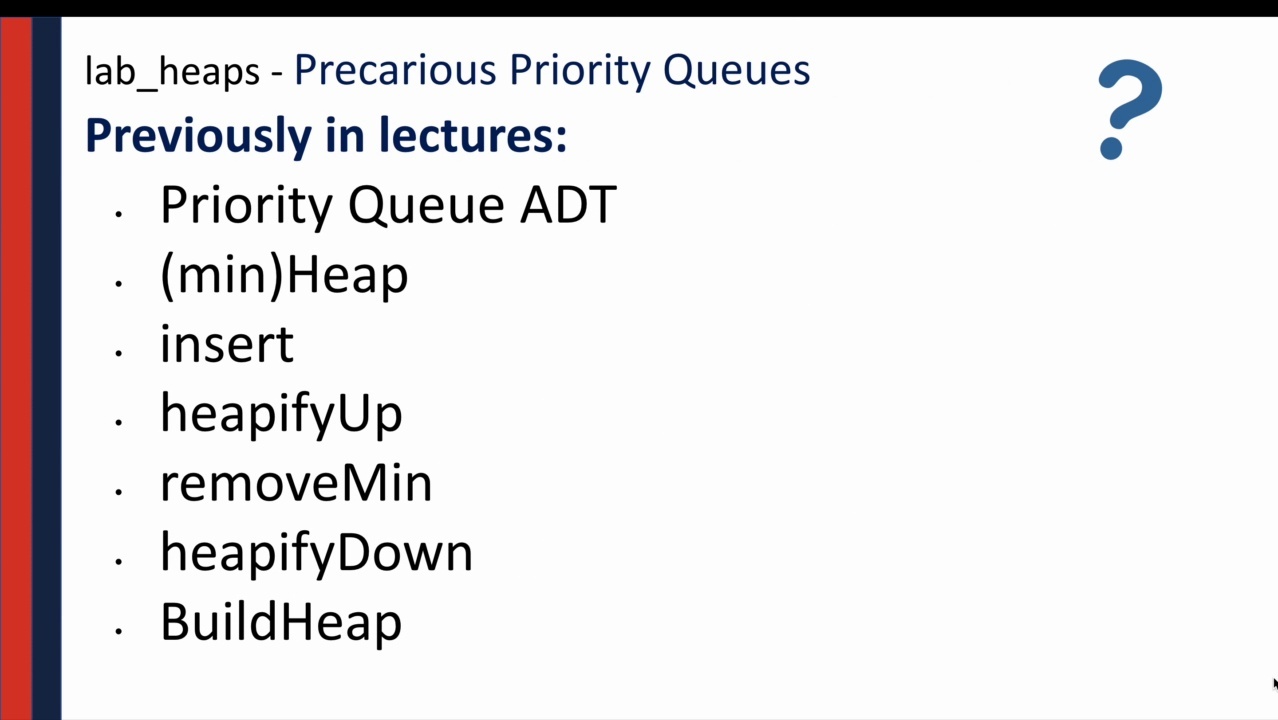 lab_heaps - Precarious Priority Queues
?
Previously in lectures:
• Priority Queue ADT
• (min)Heap
• insert
• heapifyUp
• removeMin
• heapifyDown
• BuildHeap